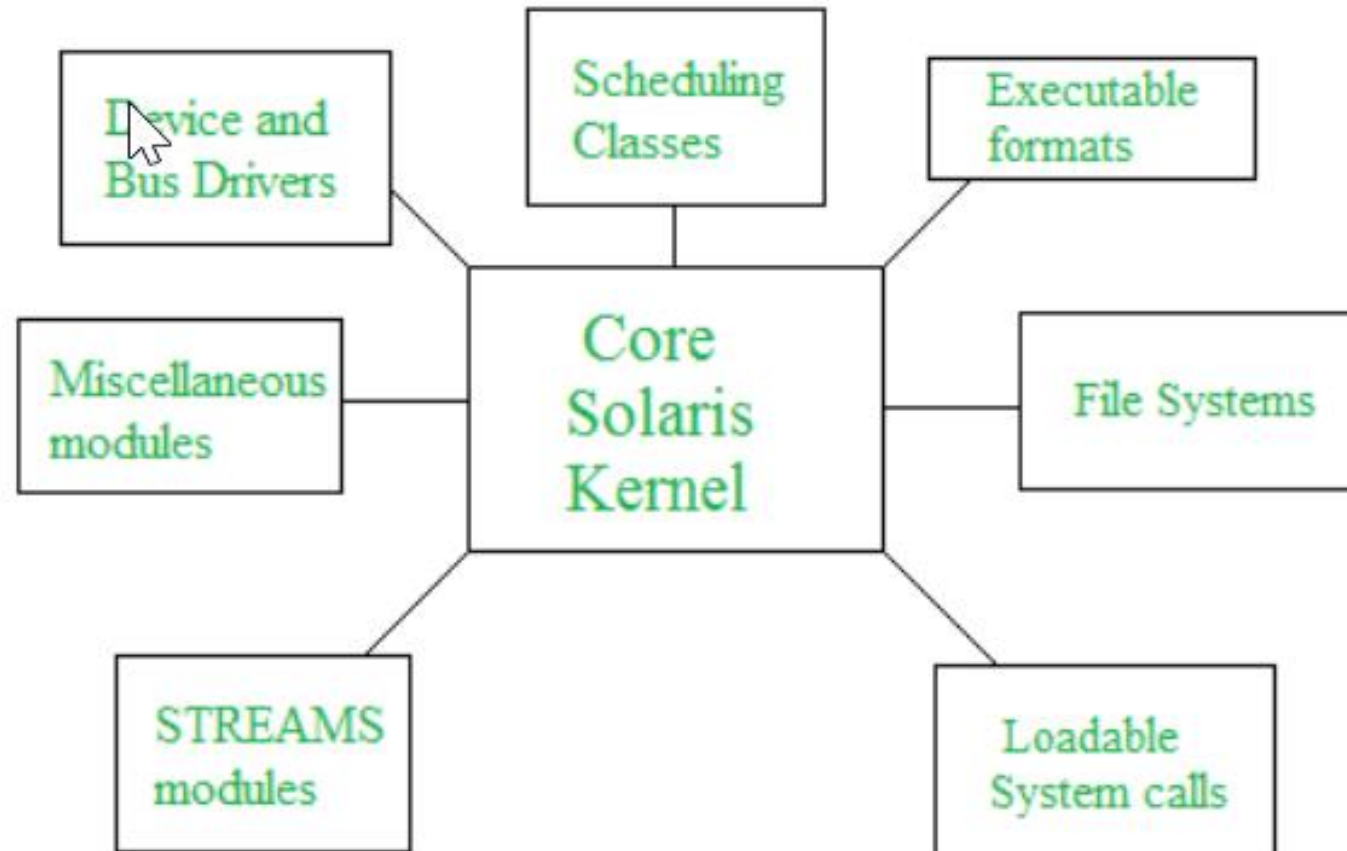 Device and
Bus Drivers
Scheduling
Classes
Executable
formats
Miscellaneous
modules
Core
Solaris
Kernel
File Systems
STREAMS
modules
Loadable
System calls